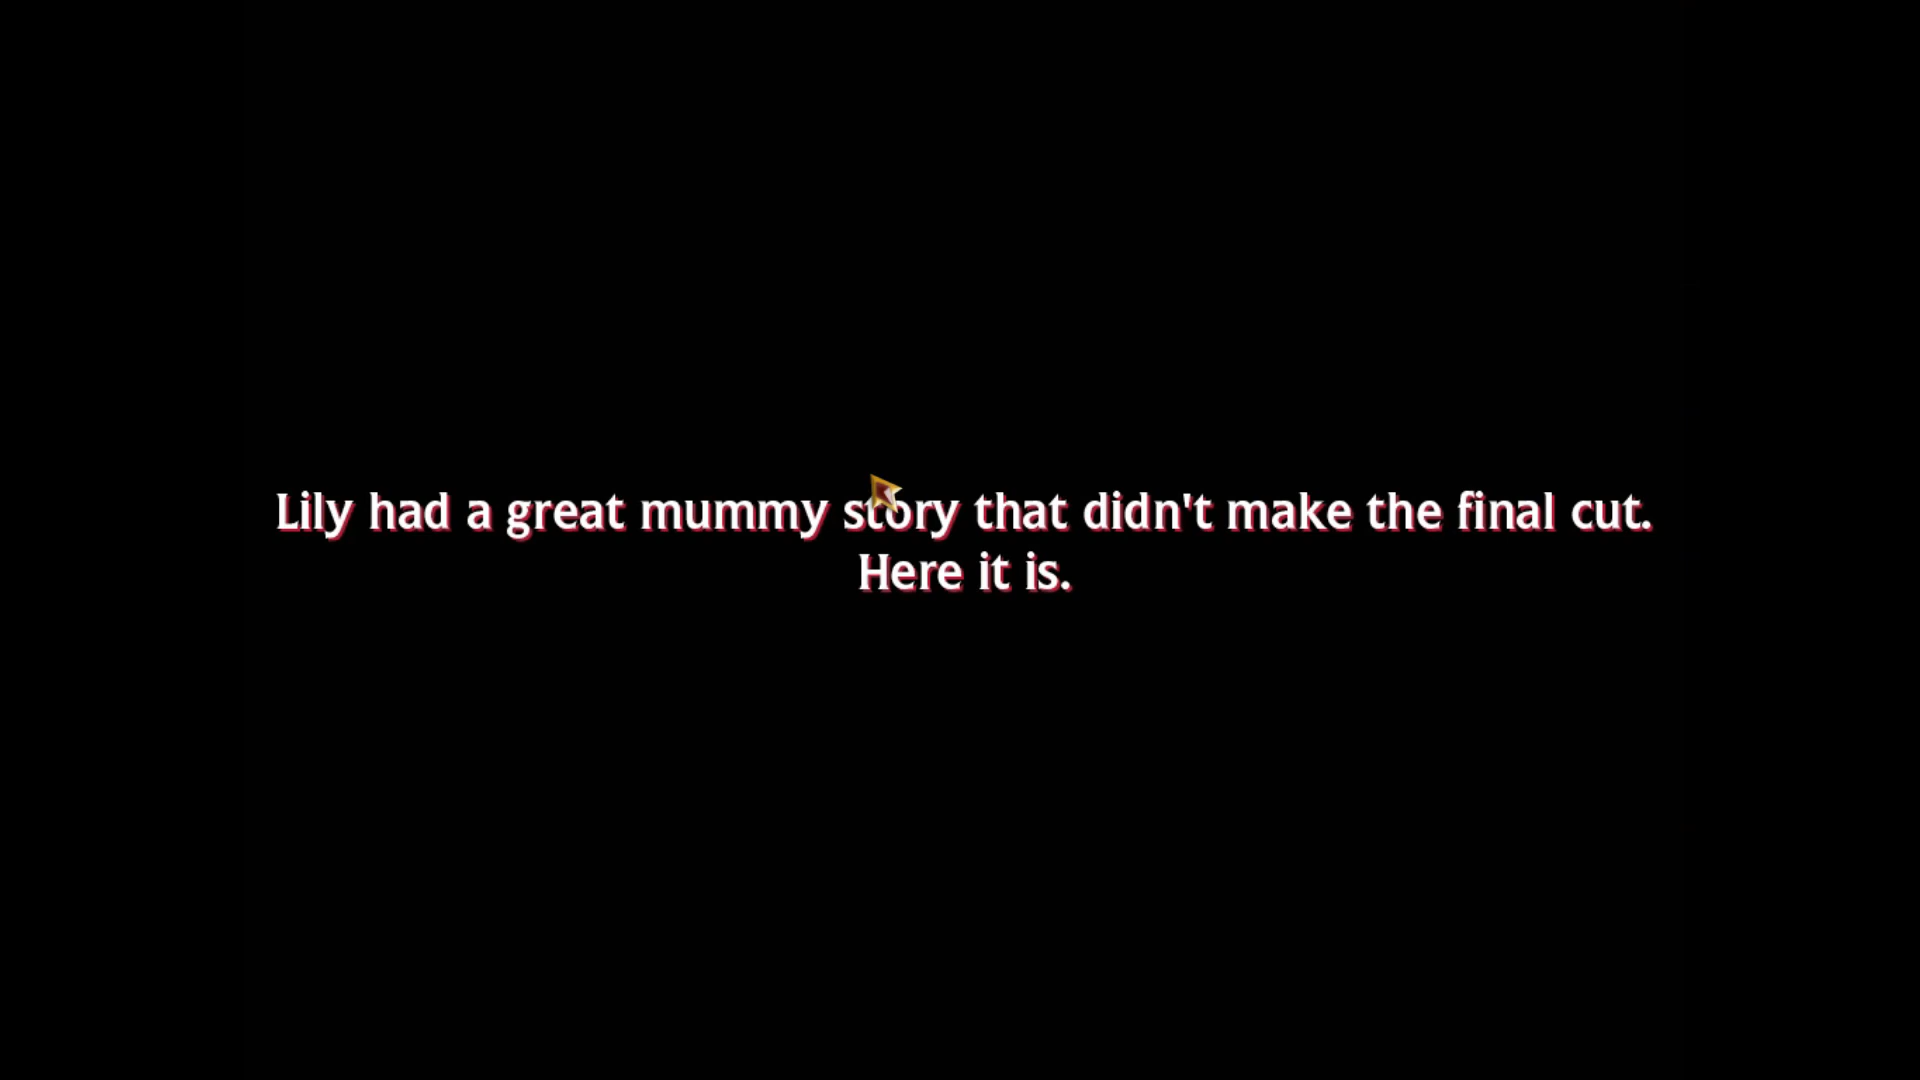 Lily had a great mummy story that didn't make the final cut.
Here it is.